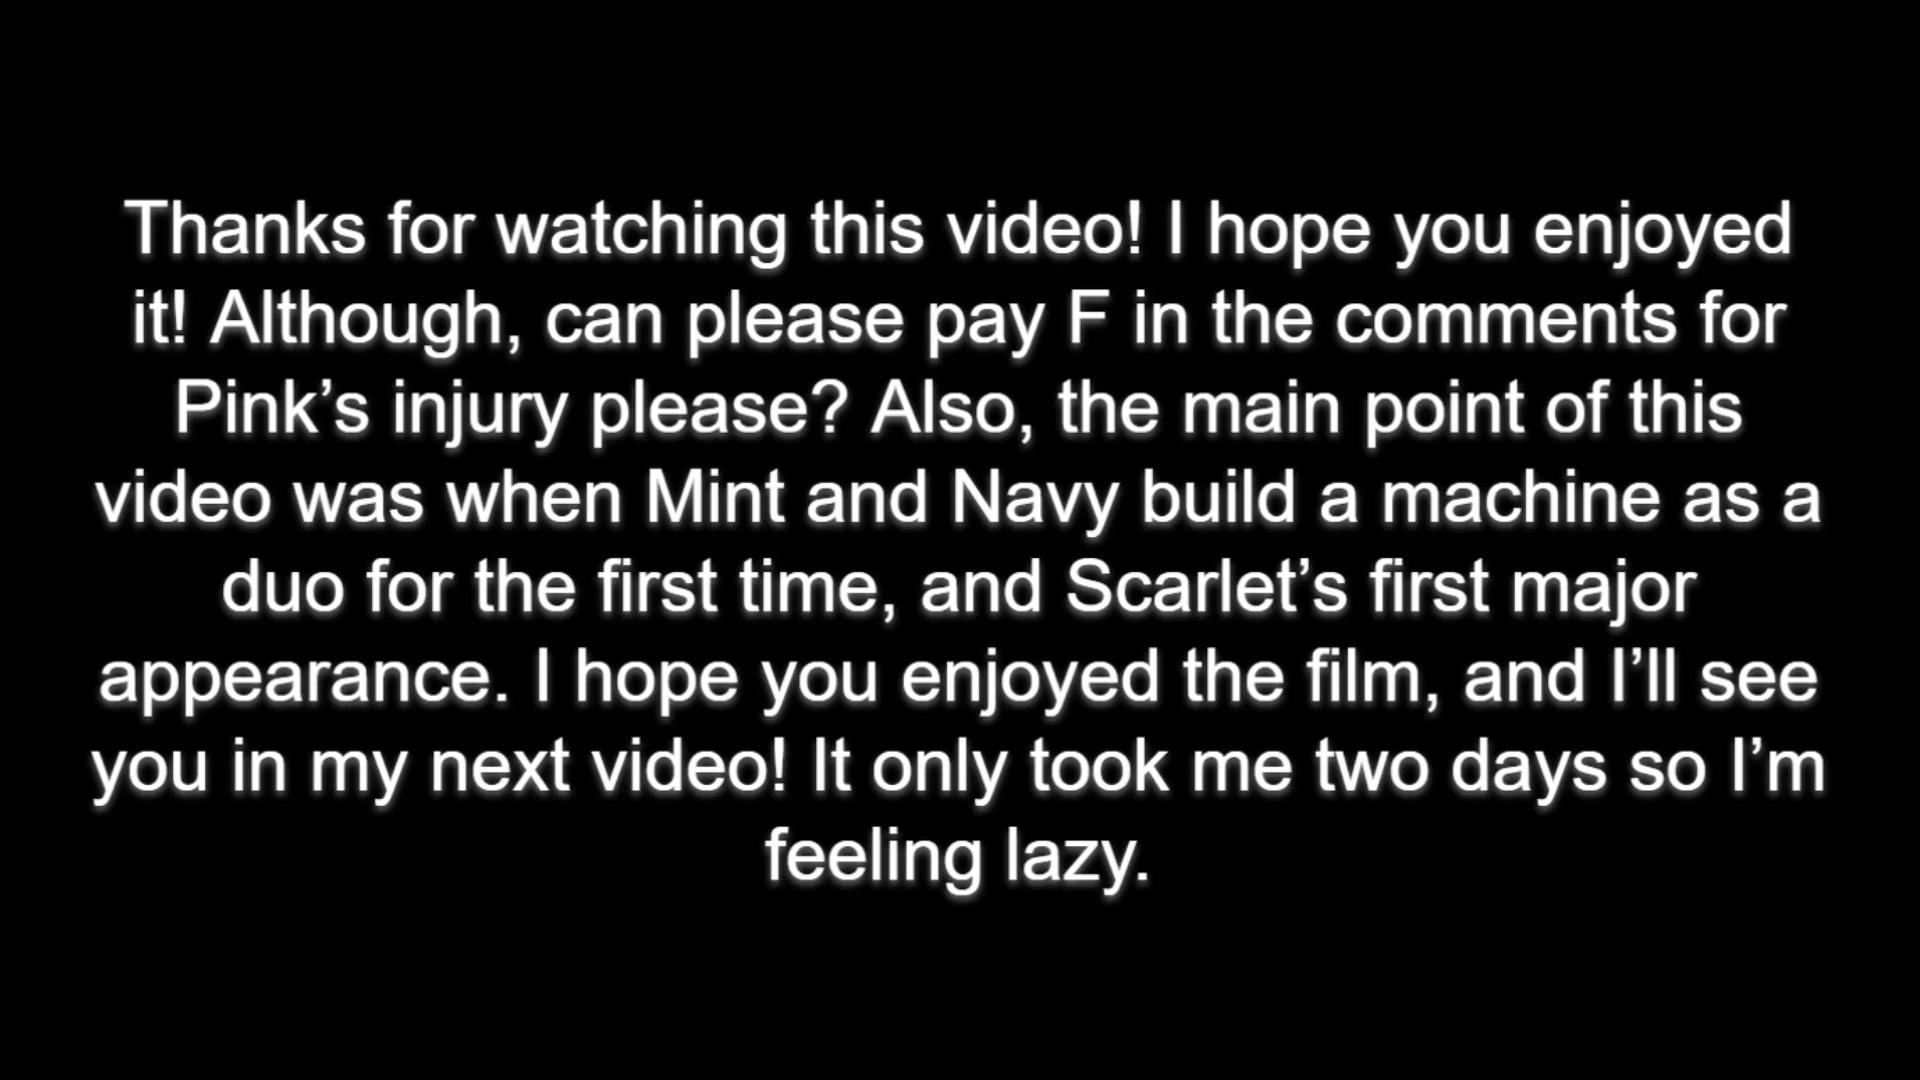 Thanks for watching this video! I hope you enjoyed
it! Although, can please pay F in the comments for
Pink’s injury please? Also, the main point of this
video was when Mint and Navy build a machine as a
duo for the first time, and Scarlet’s first major
appearance. I hope you enjoyed the film, and I’ll see
you in my next video! It only took me two days so I’m
feeling lazy.